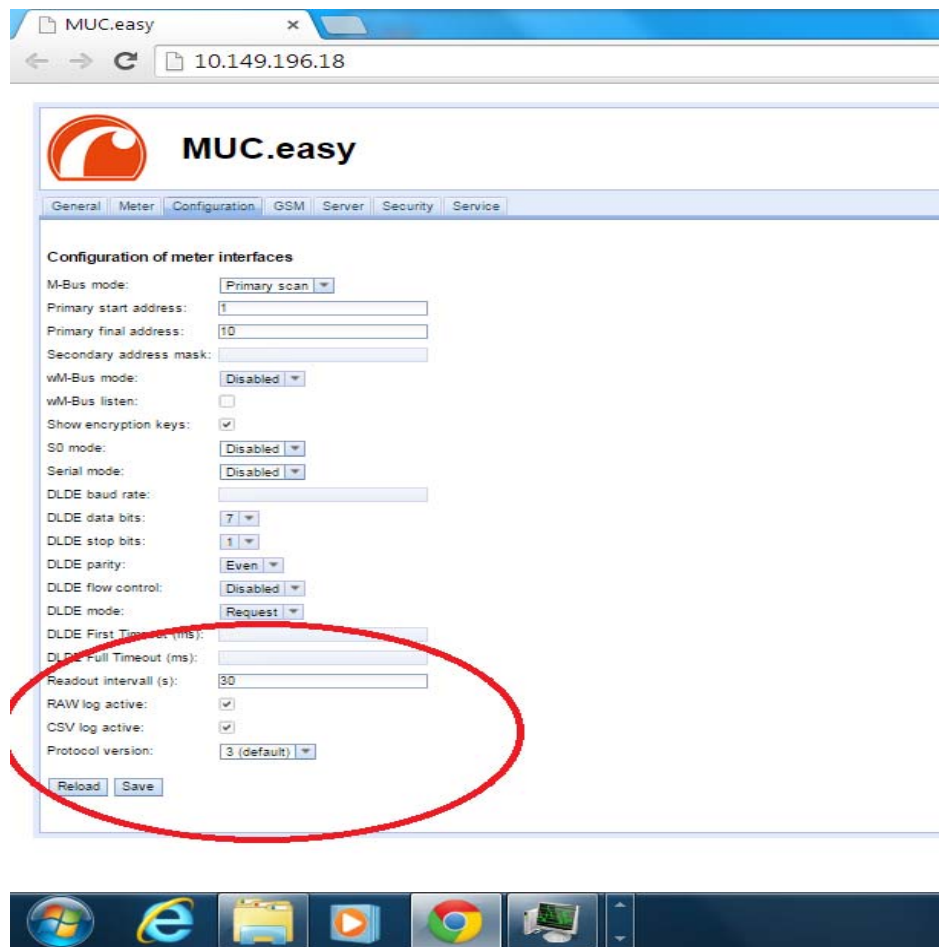 MUC.easy
10.149.196.18
MUC.easy
General Meter Configuration GSM Server Security Service
Configuration of meter interfaces
M-Bus mode: Primary scan
Primary start address: 1
Primary final address: 10
Secondary address mask:
wM-Bus mode: Disabled
wM-Bus listen:
Show encryption keys:
S0 mode: Disabled
Serial mode: Disabled
DLDE baud rate:
DLDE data bits: 7
DLDE stop bits: 1
DLDE parity: Even
DLDE flow control: Disabled
DLDE mode: Request
DLDE First Timeout (ms):
DLDE Full Timeout (ms):
Readout intervall (s): 30
RAW log active:
CSV log active:
Protocol version: 3 (default)
Reload Save